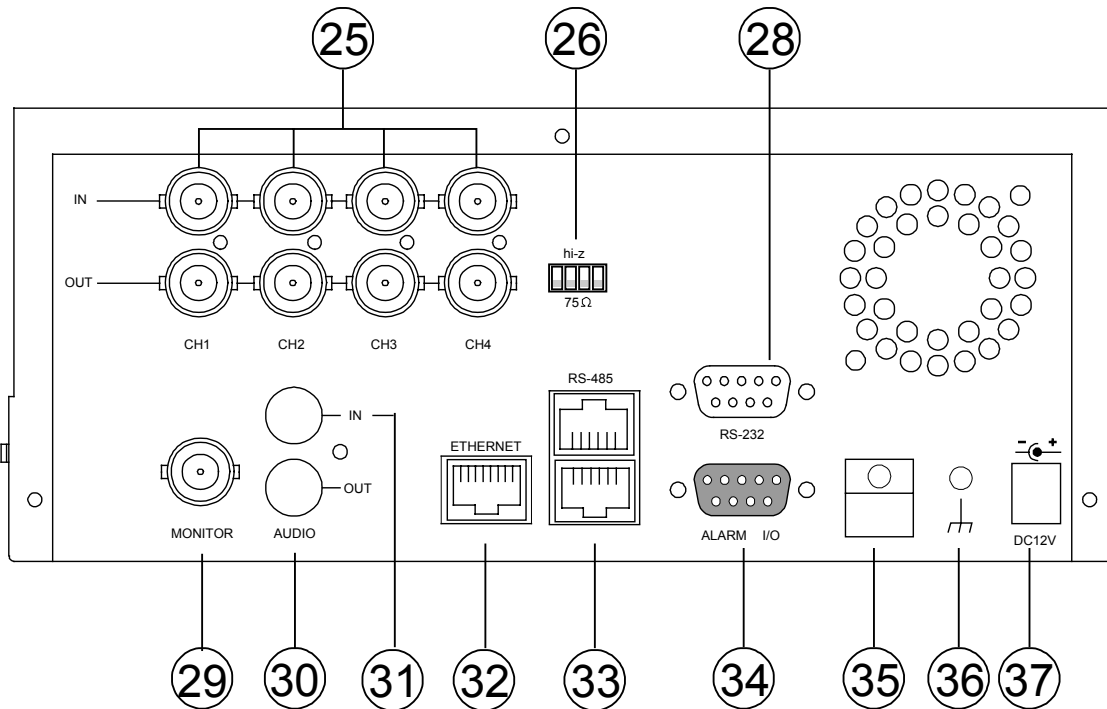 25 26 28
IN
hi-z
OUT
75Ω
CH1 CH2 CH3 CH4
RS-485
IN
RS-232
ETHERNET
- +
OUT
MONITOR AUDIO
ALARM I/O
DC12V
29 30 31 32 33 34 35 36 37